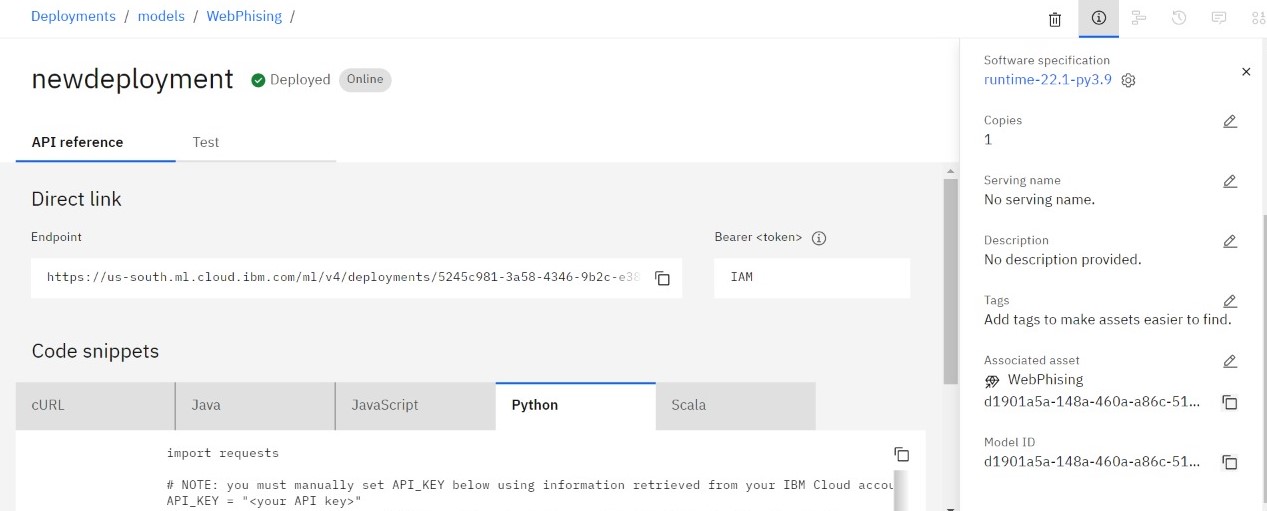 Deployments / models / WebPhising /
newdeployment Deployed Online
API reference Test
Direct link
Endpoint Bearer <token>
https://us-south.ml.cloud.ibm.com/ml/v4/deployments/5245c981-3a58-4346-9b2c-e38 IAM
Code snippets
cURL Java JavaScript Python Scala
import requests
# NOTE: you must manually set API_KEY below using information retrieved from your IBM Cloud accou
API_KEY = "<your API key>"
Software specification
runtime-22.1-py3.9
Copies
1
Serving name
No serving name.
Description
No description provided.
Tags
Add tags to make assets easier to find.
Associated asset
WebPhising
d1901a5a-148a-460a-a86c-51...
Model ID
d1901a5a-148a-460a-a86c-51...